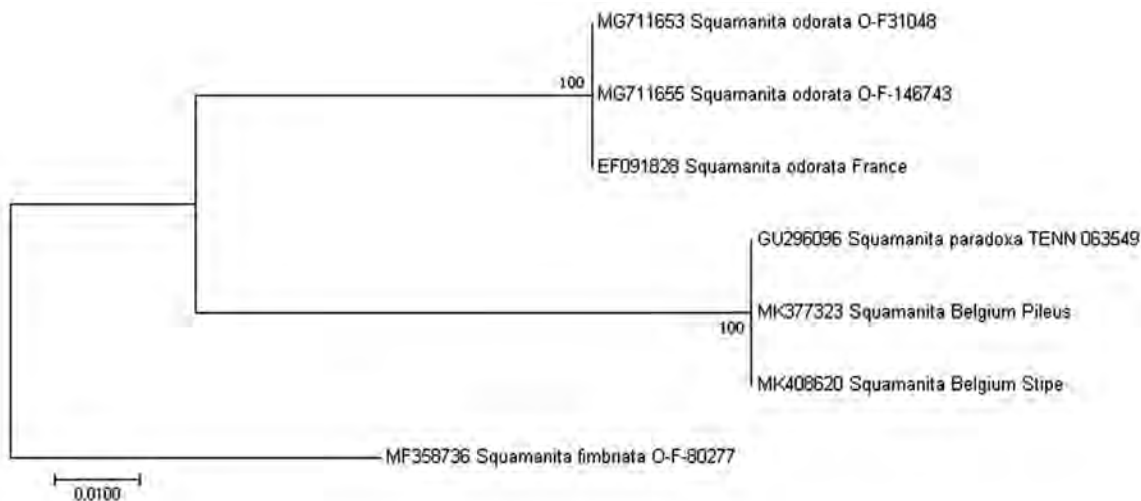 MG711653 Squamanita odorata O-F31048
100
MG711655 Squamanita odorata O-F-146743
EF091828 Squamanita odorata France
GU296096 Squamanita paradoxa TENN 063549
MK377323 Squamanita Belgium Pileus
100
MK408620 Squamanita Belgium Stipe
MF358736 Squamanita fimbriata O-F-80277
0.0100